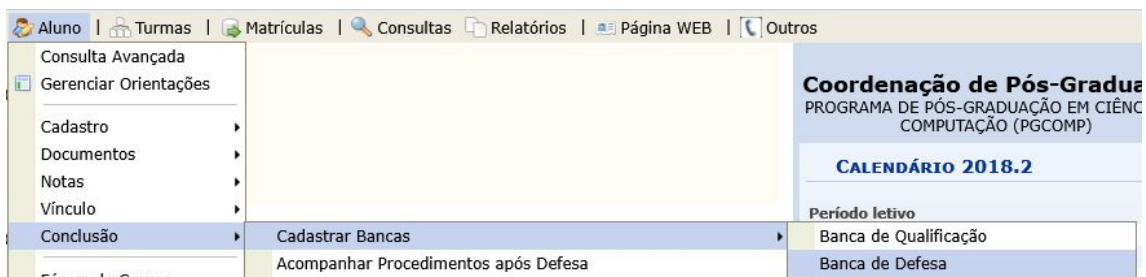 Aluno | Turmas | Matrículas | Consultas Relatórios | Página WEB | Outros
Consulta Avançada
Gerenciar Orientações
Cadastro
Documentos
Notas
Vínculo
Conclusão
Cadastrar Bancas
Acompanhar Procedimentos após Defesa
Banca de Qualificação
Banca de Defesa
Coordenação de Pós-Gradua
PROGRAMA DE PÓS-GRADUAÇÃO EM CIÊNC
COMPUTAÇÃO (PGCOMP)
CALENDÁRIO 2018.2
Período letivo